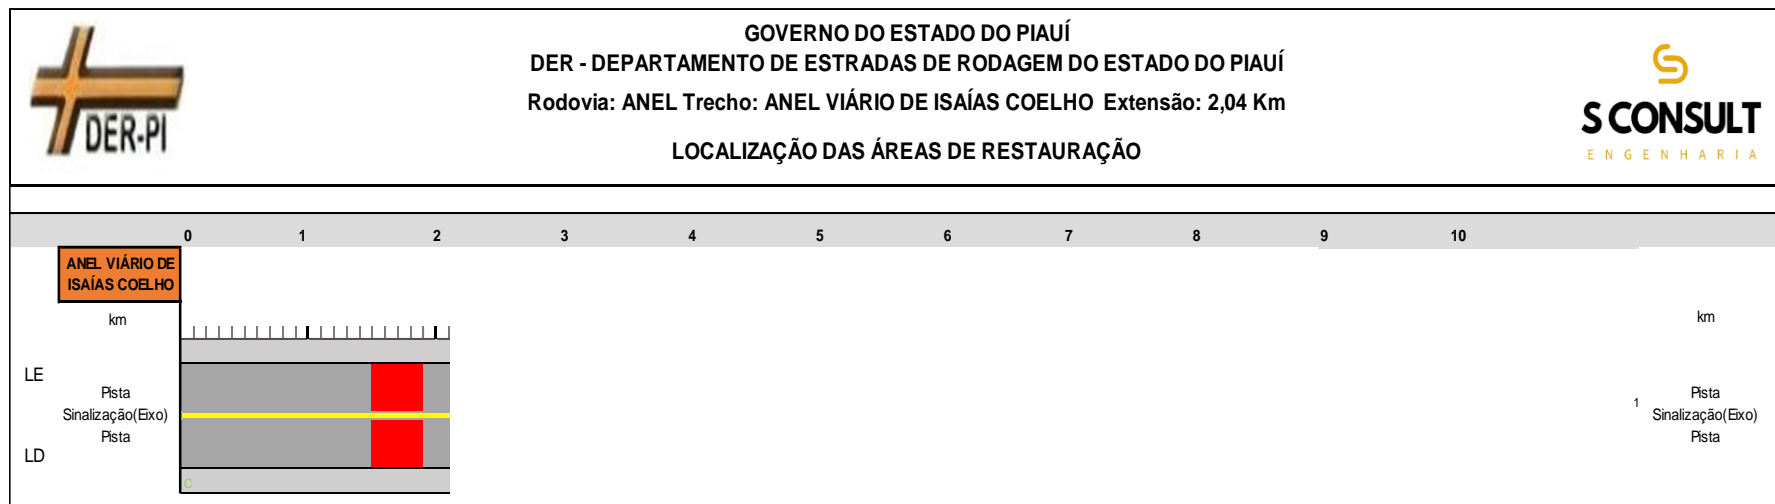 GOVERNO DO ESTADO DO PIAUÍ
DER - DEPARTAMENTO DE ESTRADAS DE RODAGEM DO ESTADO DO PIAUÍ
Rodovia: ANEL Trecho: ANEL VIÁRIO DE ISAÍAS COELHO Extensão: 2,04 Km
LOCALIZAÇÃO DAS ÁREAS DE RESTAURAÇÃO
DER-PI
S CONSULT
ENGENHARIA
0 1 2 3 4 5 6 7 8 9 10
ANEL VIÁRIO DE
ISAÍAS COELHO
km
km
LE
Pista
Sinalização(Eixo)
Pista
LD
C
1
Pista
Sinalização(Eixo)
Pista